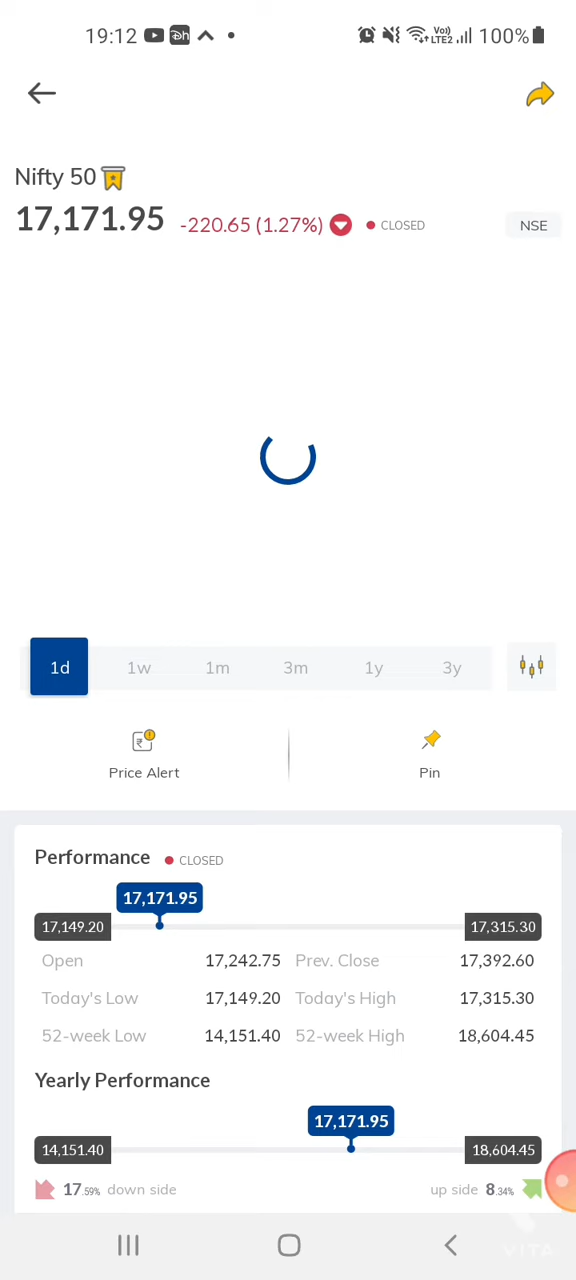 19:12 Dh Vo) LTE2 100%
Nifty 50
17,171.95 -220.65 (1.27%) CLOSED NSE
1d 1w 1m 3m 1y 3y
Price Alert Pin
Performance CLOSED
17,171.95
17,149.20 17,315.30
Open 17,242.75 Prev. Close 17,392.60
Today's Low 17,149.20 Today's High 17,315.30
52-week Low 14,151.40 52-week High 18,604.45
Yearly Performance
17,171.95
14,151.40 18,604.45
17.59% down side up side 8.34%
VITA